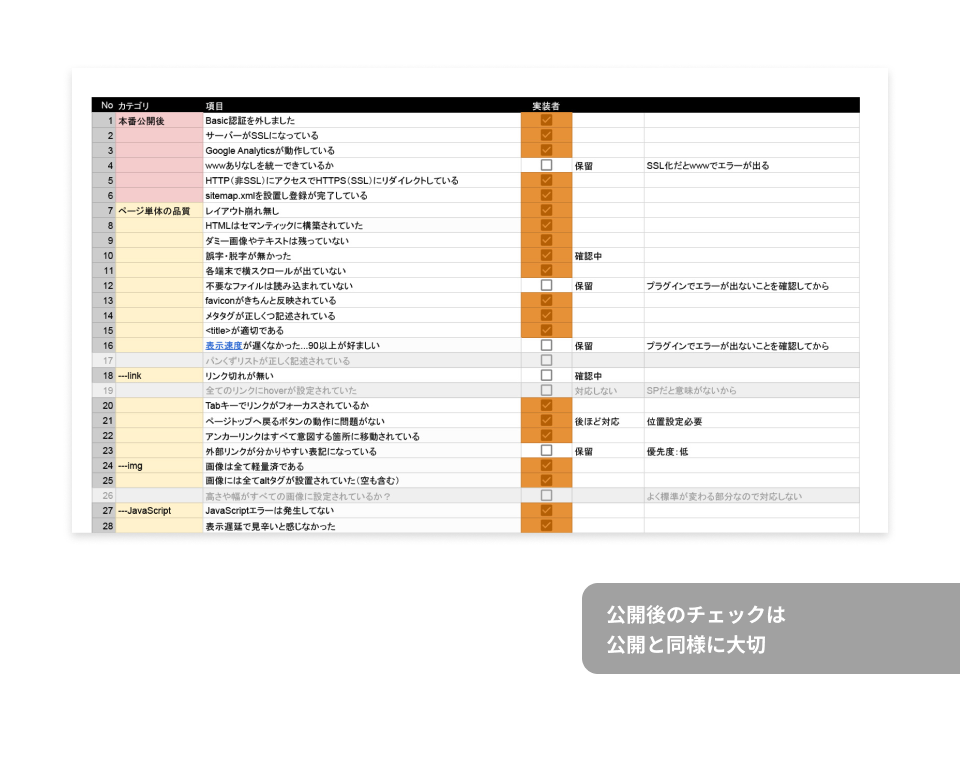 No カテゴリ 項目 実装者
1 本番公開後 Basic認証を外しました
2 サーバーがSSLになっている
3 Google Analyticsが動作している
4 wwwありなしを統一できているか 保留 SSL化だとwwwでエラーが出る
5 HTTP(非SSL)にアクセスでHTTPS(SSL)にリダイレクトしている
6 sitemap.xmlを設置し登録が完了している
7 ページ単体の品質 レイアウト崩れ無し
8 HTMLはセマンティックに構築されていた
9 ダミー画像やテキストは残っていない
10 誤字・脱字が無かった 確認中
11 各端末で横スクロールが出ていない
12 不要なファイルは読み込まれていない 保留 プラグインでエラーが出ないことを確認してから
13 faviconがきちんと反映されている
14 メタタグが正しくつ記述されている
15 <title>が適切である
16 表示速度が遅くなかった...90以上が好ましい 保留 プラグインでエラーが出ないことを確認してから
17 パンくずリストが正しく記述されている
18 ---link リンク切れが無い 確認中
19 全てのリンクにhoverが設定されていた 対応しない SPだと意味がないから
20 Tabキーでリンクがフォーカスされているか
21 ページトップへ戻るボタンの動作に問題がない 後ほど対応 位置設定必要
22 アンカーリンクはすべて意図する箇所に移動されている
23 外部リンクが分かりやすい表記になっている 保留 優先度:低
24 ---img 画像は全て軽量済である
25 画像には全てaltタグが設置されていた(空も含む)
26 高さや幅がすべての画像に設定されているか? よく標準が変わる部分なので対応しない
27 ---JavaScript JavaScriptエラーは発生してない
28 表示遅延で見辛いと感じなかった
公開後のチェックは
公開と同様に大切